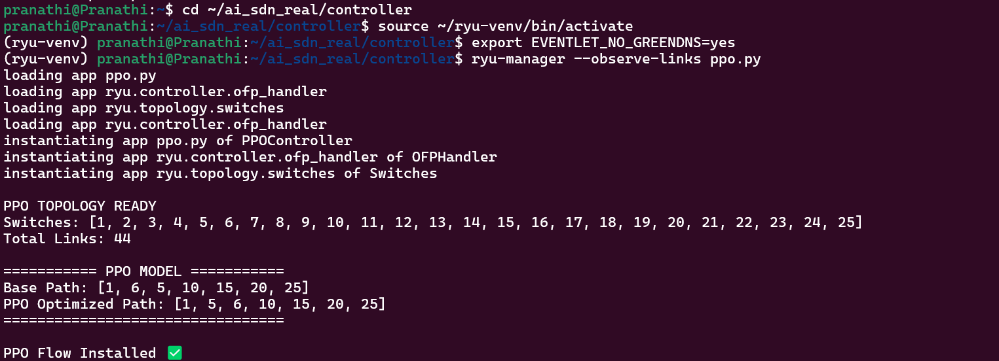 pranathi@Pranathi:~$ cd ~/ai_sdn_real/controller
pranathi@Pranathi:~/ai_sdn_real/controller$ source ~/ryu-venv/bin/activate
(ryu-venv) pranathi@Pranathi:~/ai_sdn_real/controller$ export EVENTLET_NO_GREENDNS=yes
(ryu-venv) pranathi@Pranathi:~/ai_sdn_real/controller$ ryu-manager --observe-links ppo.py
loading app ppo.py
loading app ryu.controller.ofp_handler
loading app ryu.topology.switches
loading app ryu.controller.ofp_handler
instantiating app ppo.py of PPOController
instantiating app ryu.controller.ofp_handler of OFPHandler
instantiating app ryu.topology.switches of Switches
PPO TOPOLOGY READY
Switches: [1, 2, 3, 4, 5, 6, 7, 8, 9, 10, 11, 12, 13, 14, 15, 16, 17, 18, 19, 20, 21, 22, 23, 24, 25]
Total Links: 44
=========== PPO MODEL ===========
Base Path: [1, 6, 5, 10, 15, 20, 25]
PPO Optimized Path: [1, 5, 6, 10, 15, 20, 25]
=================================
PPO Flow Installed ✅